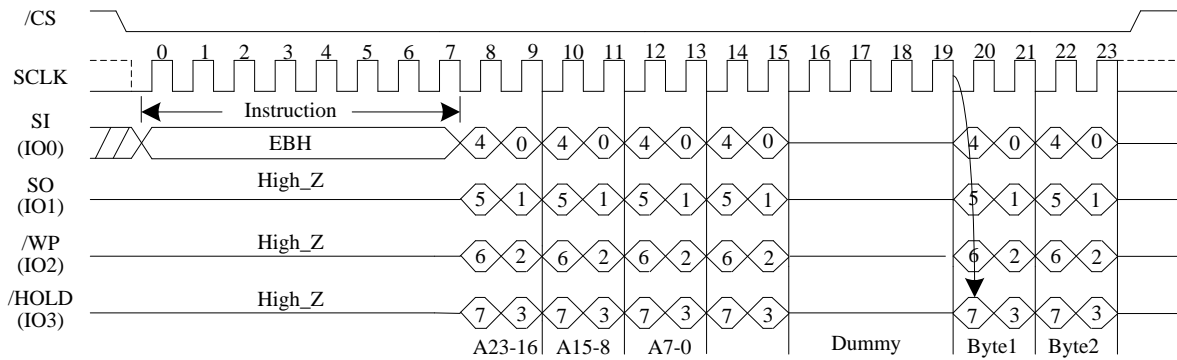 /CS
0 1 2 3 4 5 6 7 8 9 10 11 12 13 14 15 16 17 18 19 20 21 22 23
SCLK
Instruction
SI
(IO0)
EBH 4 0 4 0 4 0 4 0 4 0 4 0
SO
(IO1)
High_Z 5 1 5 1 5 1 5 1 5 1 5 1
/WP
(IO2)
High_Z 6 2 6 2 6 2 6 2 6 2 6 2
/HOLD
(IO3)
High_Z 7 3 7 3 7 3 7 3 7 3 7 3
A23-16 A15-8 A7-0 Dummy Byte1 Byte2